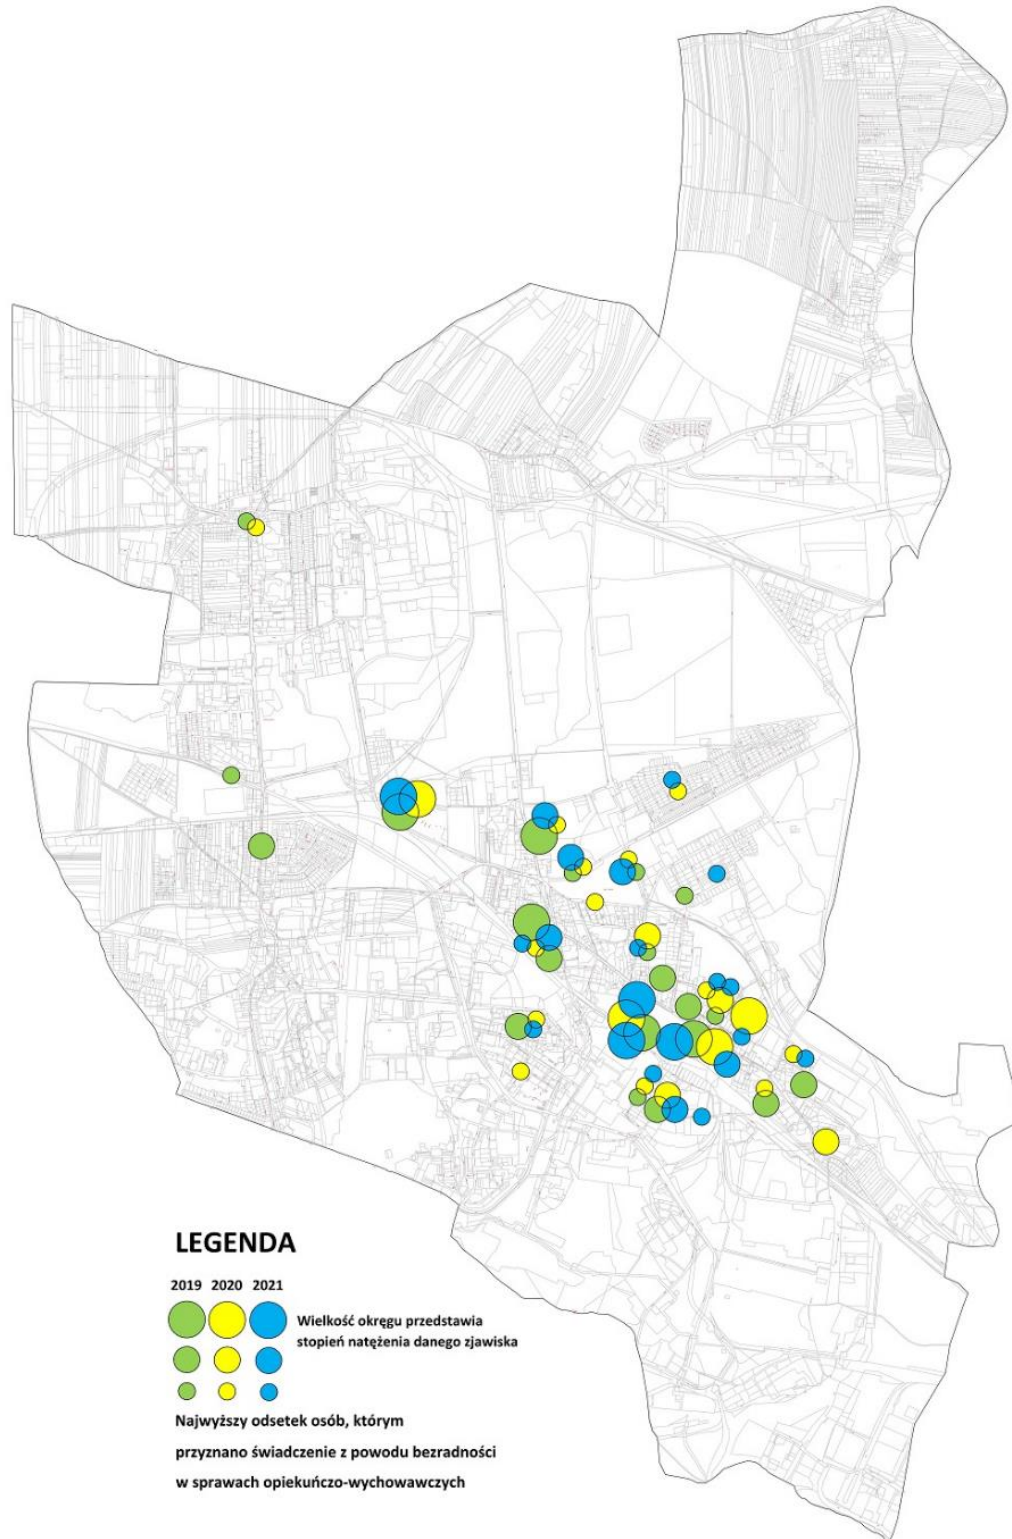 LEGENDA
2019 2020 2021
Wielkość okręgu przedstawia
stopień natężenia danego zjawiska
Najwyższy odsetek osób, którym
przyznano świadczenie z powodu bezradności
w sprawach opiekuńczo-wychowawczych